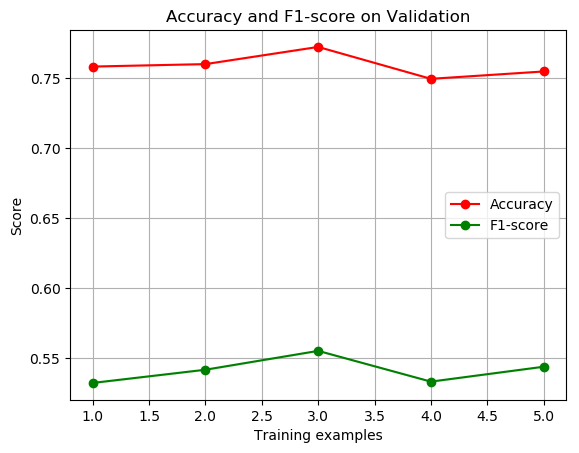 Accuracy and F1-score on Validation
Score
0.75
0.70
0.65
0.60
0.55
Accuracy
F1-score
1.0 1.5 2.0 2.5 3.0 3.5 4.0 4.5 5.0
Training examples